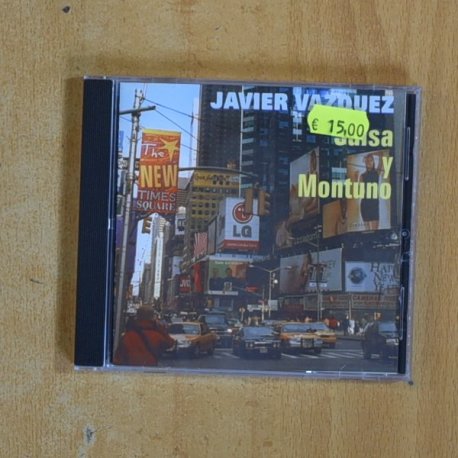 JAVIER VAZQUEZ
€ 15,00
Salsa
y
Montuno
The
NEW
TIMES
SQUARE
LG